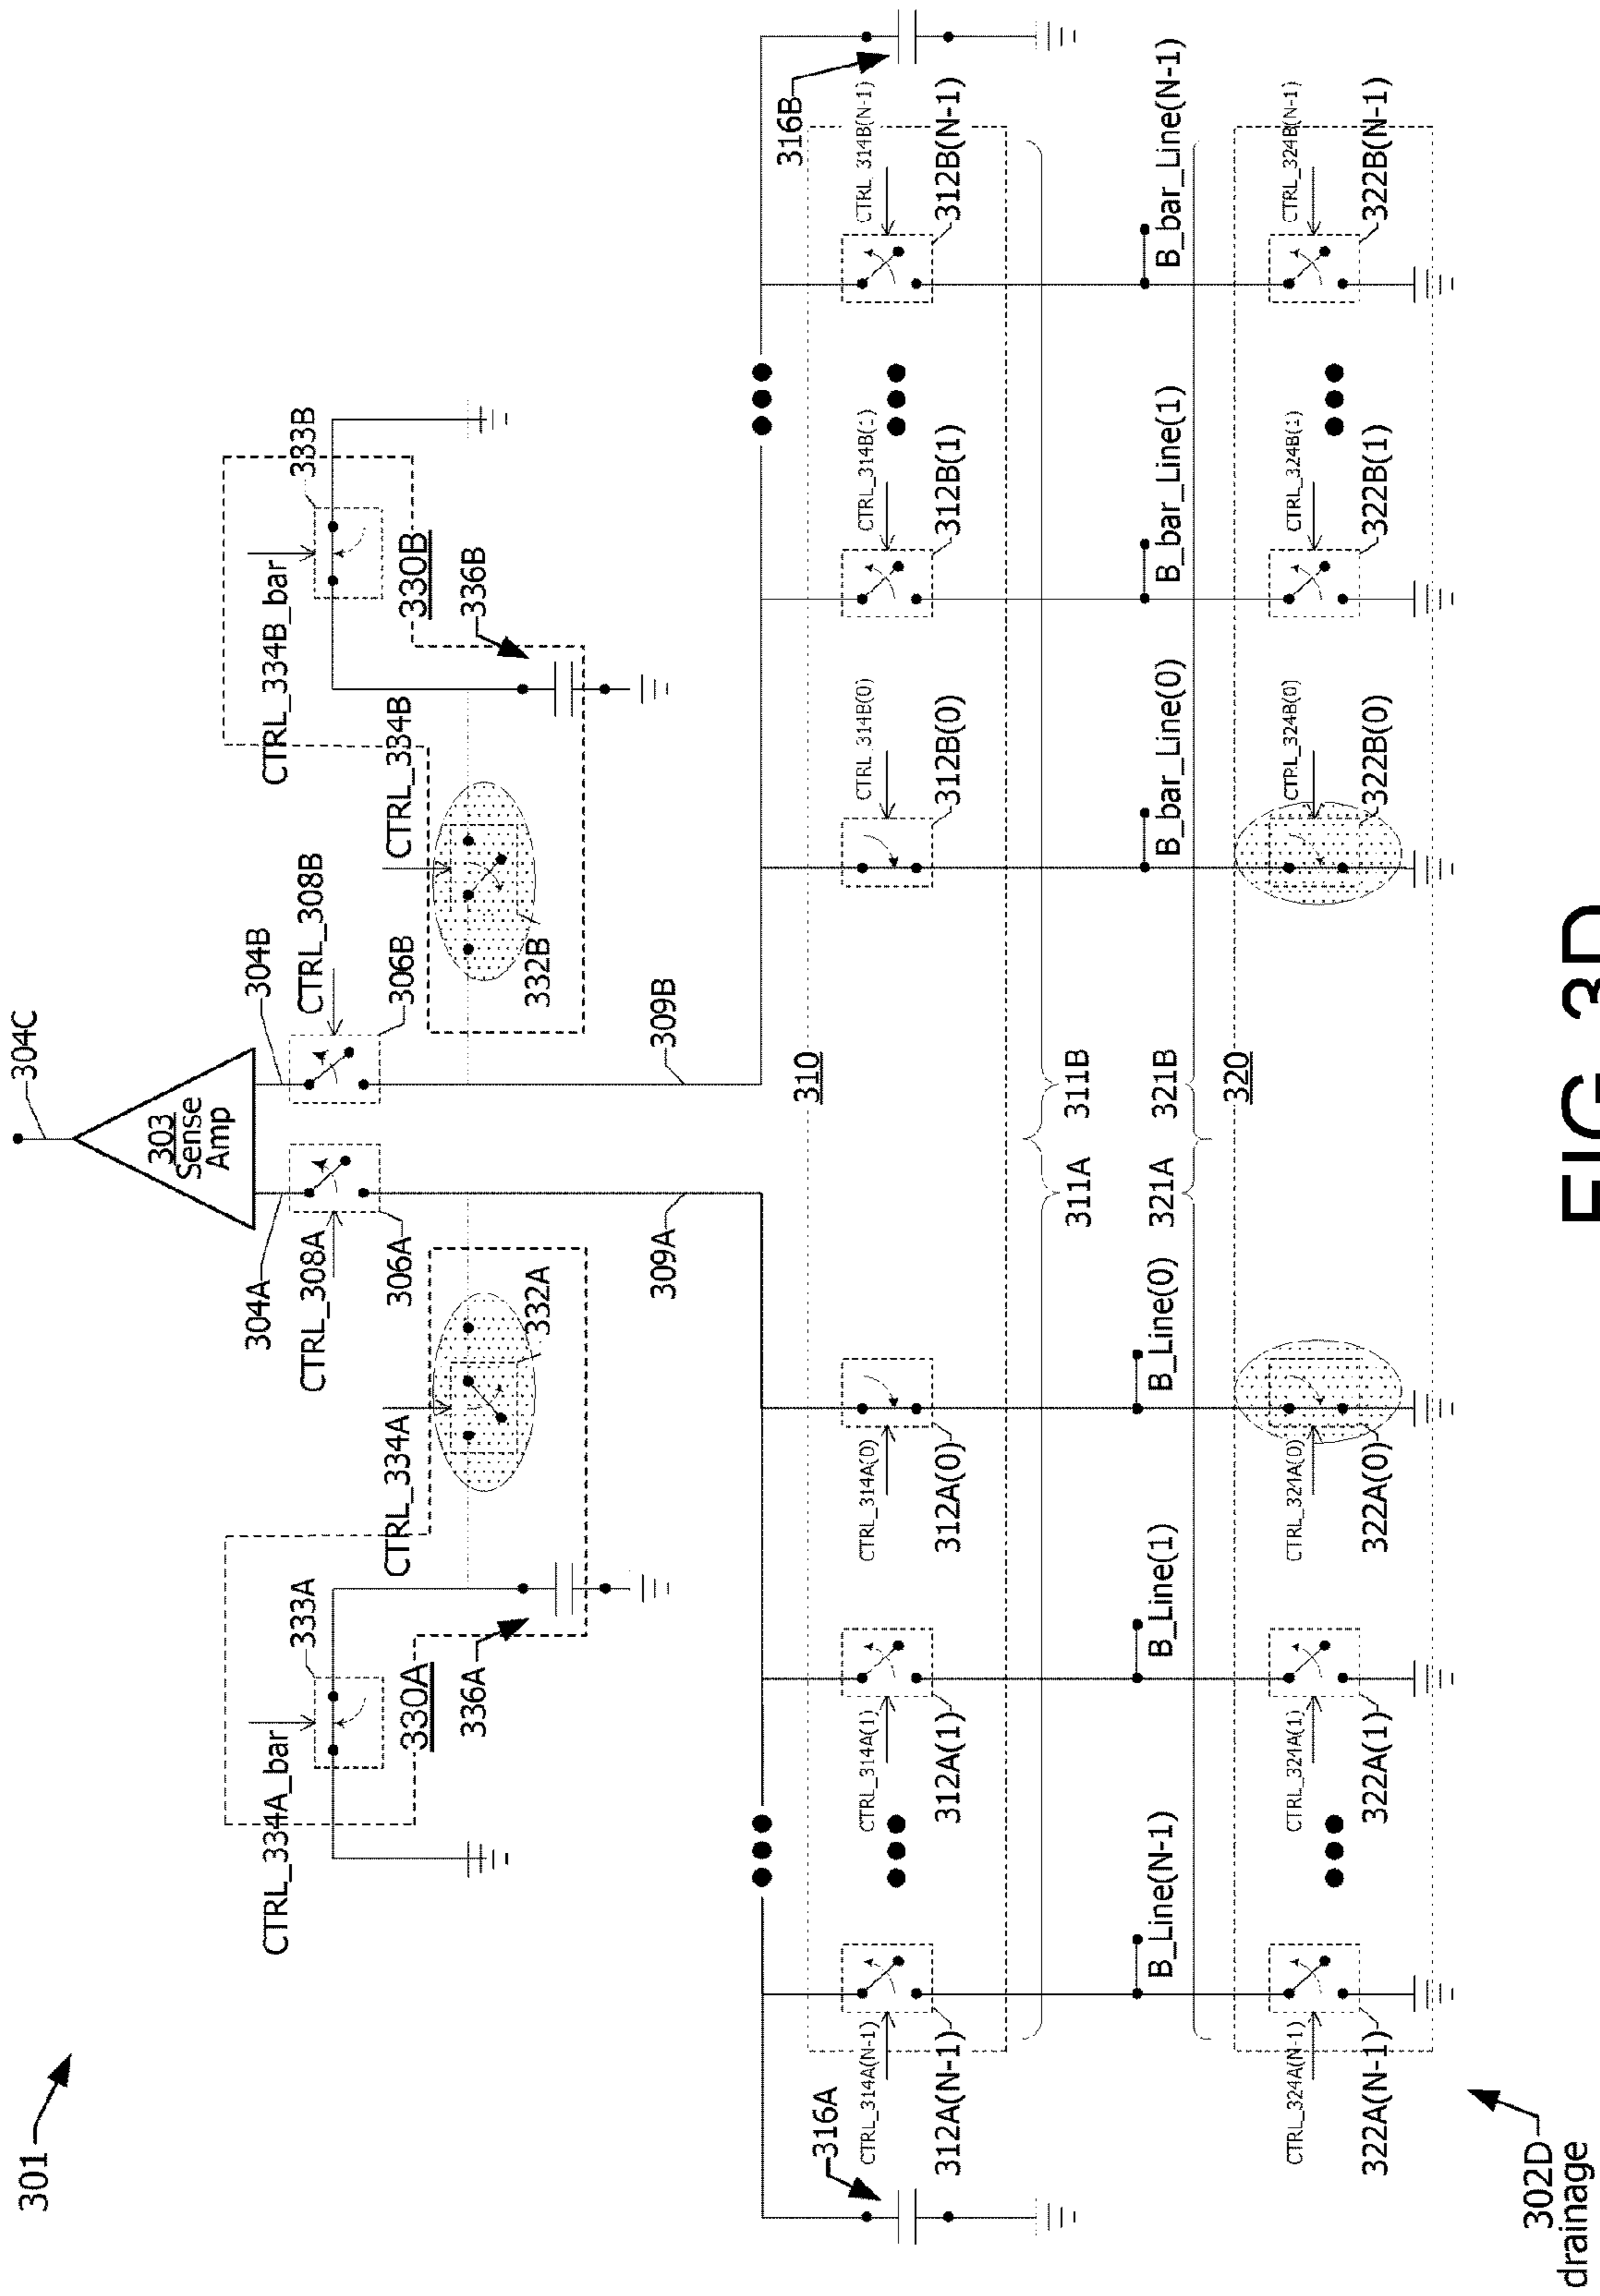 301
304C
303
Sense
Amp
304A
304B
CTRL_308A
CTRL_308B
306A
306B
CTRL_334A_bar
333A
CTRL_334A
332A
330A
336A
CTRL_334B_bar
333B
CTRL_334B
332B
330B
336B
309A
309B
316A
316B
310
CTRL_314A(N-1)
CTRL_314A(1)
CTRL_314A(0)
CTRL_314B(0)
CTRL_314B(1)
CTRL_314B(N-1)
312A(N-1)
312A(1)
312A(0)
312B(0)
312B(1)
312B(N-1)
311A
311B
B_Line(N-1)
B_Line(1)
B_Line(0)
B_bar_Line(0)
B_bar_Line(1)
B_bar_Line(N-1)
321A
321B
320
CTRL_324A(N-1)
CTRL_324A(1)
CTRL_324A(0)
CTRL_324B(0)
CTRL_324B(1)
CTRL_324B(N-1)
322A(N-1)
322A(1)
322A(0)
322B(0)
322B(1)
322B(N-1)
302D
drainage
FIG. 3D